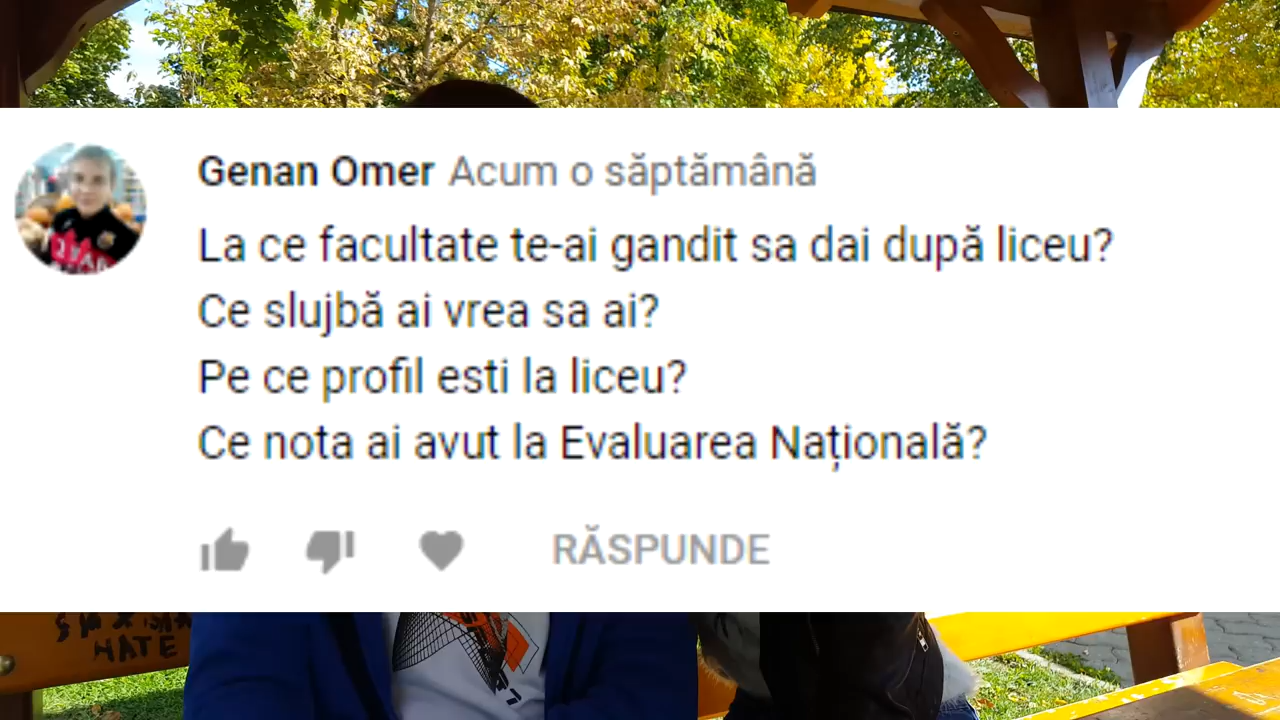 Genan Omer Acum o săptămână
La ce facultate te-ai gandit sa dai după liceu?
Ce slujbă ai vrea sa ai?
Pe ce profil esti la liceu?
Ce nota ai avut la Evaluarea Națională?
RĂSPUNDE
HATE